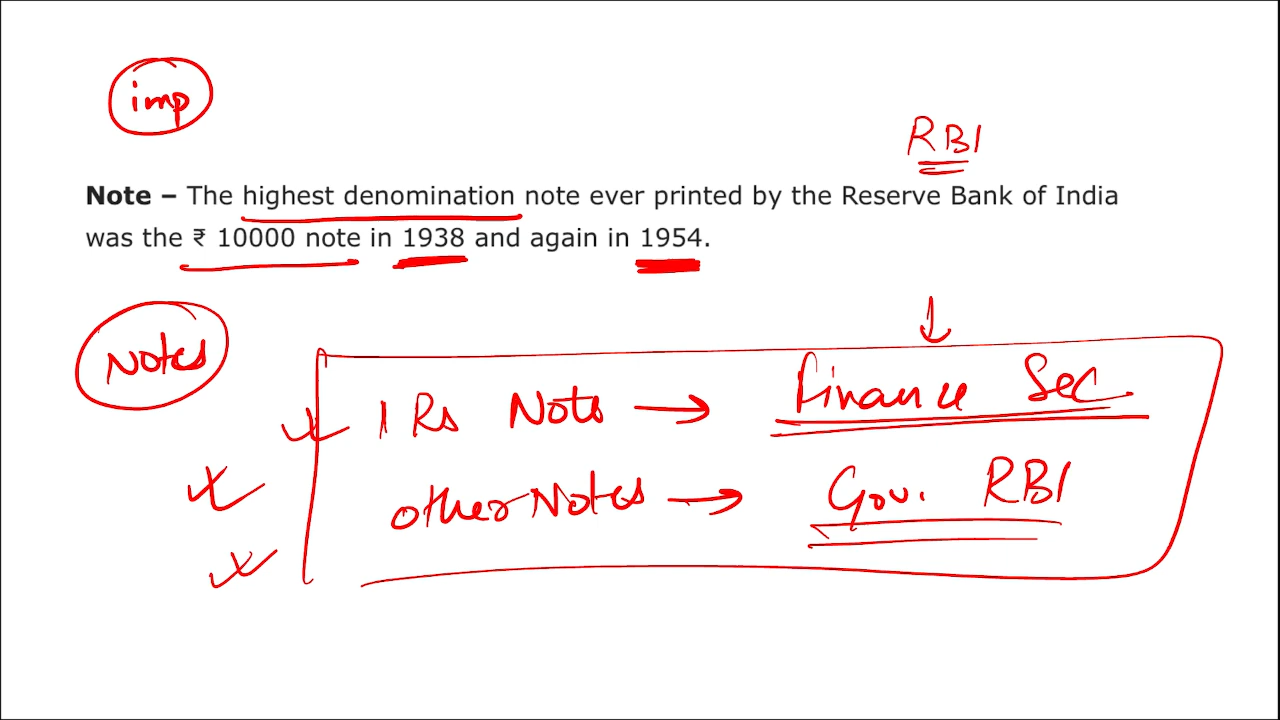 imp
RBI
Note – The highest denomination note ever printed by the Reserve Bank of India
was the ₹ 10000 note in 1938 and again in 1954.
Notes
1 Rs Note → Finance Sec.
other Notes → Gov. RBI